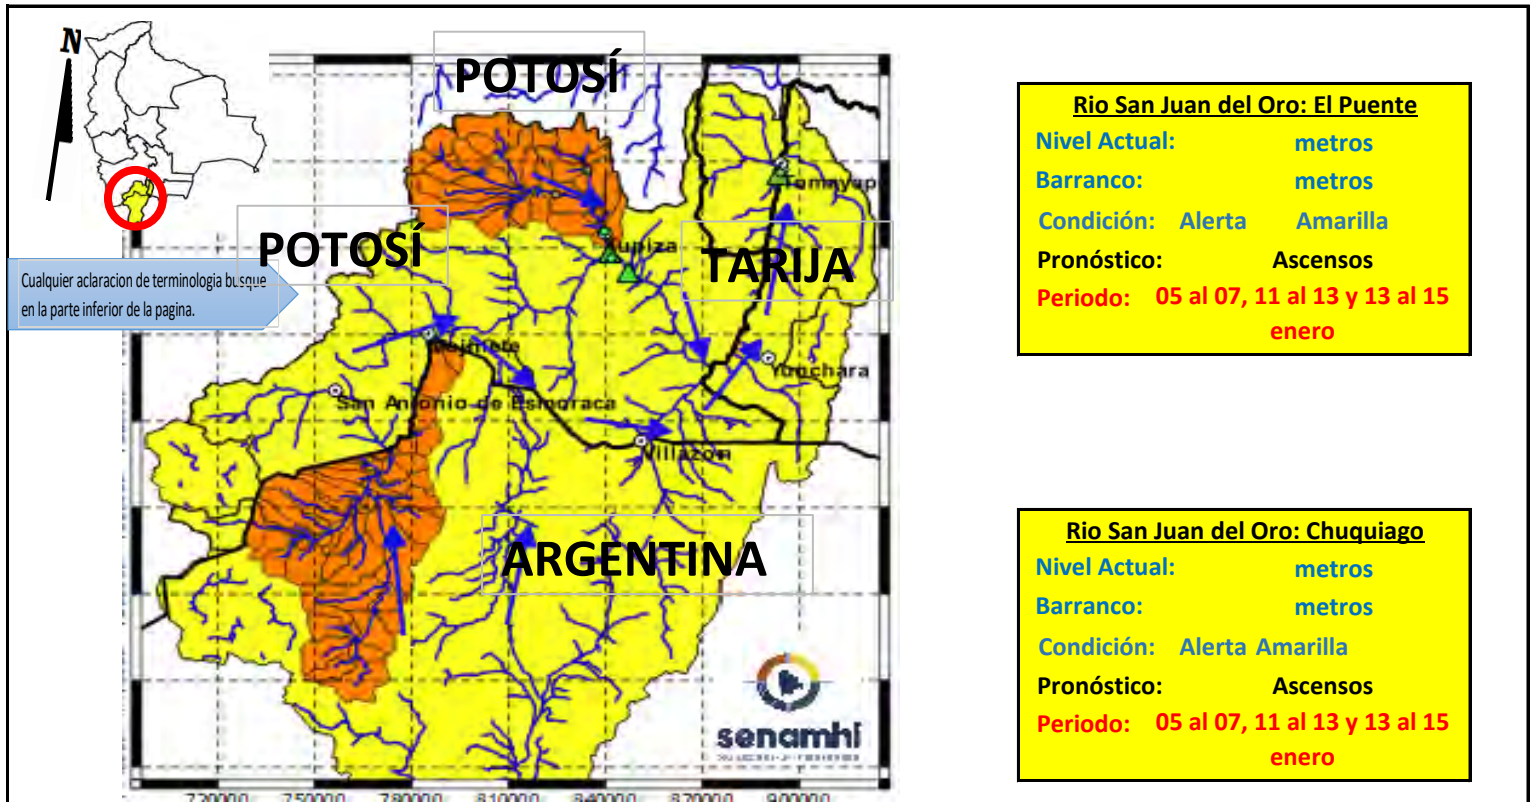 N
POTOSÍ
POTOSÍ
TARIJA
ARGENTINA
Cualquier aclaracion de terminologia busque
en la parte inferior de la pagina.
Mojinete
San Antonio de Esmoraca
Villazon
Yunchara
senamhi
720000 750000 780000 810000 840000 870000 900000
Rio San Juan del Oro: El Puente
Nivel Actual: metros
Barranco: metros
Condición: Alerta Amarilla
Pronóstico: Ascensos
Periodo: 05 al 07, 11 al 13 y 13 al 15
enero
Rio San Juan del Oro: Chuquiago
Nivel Actual: metros
Barranco: metros
Condición: Alerta Amarilla
Pronóstico: Ascensos
Periodo: 05 al 07, 11 al 13 y 13 al 15
enero